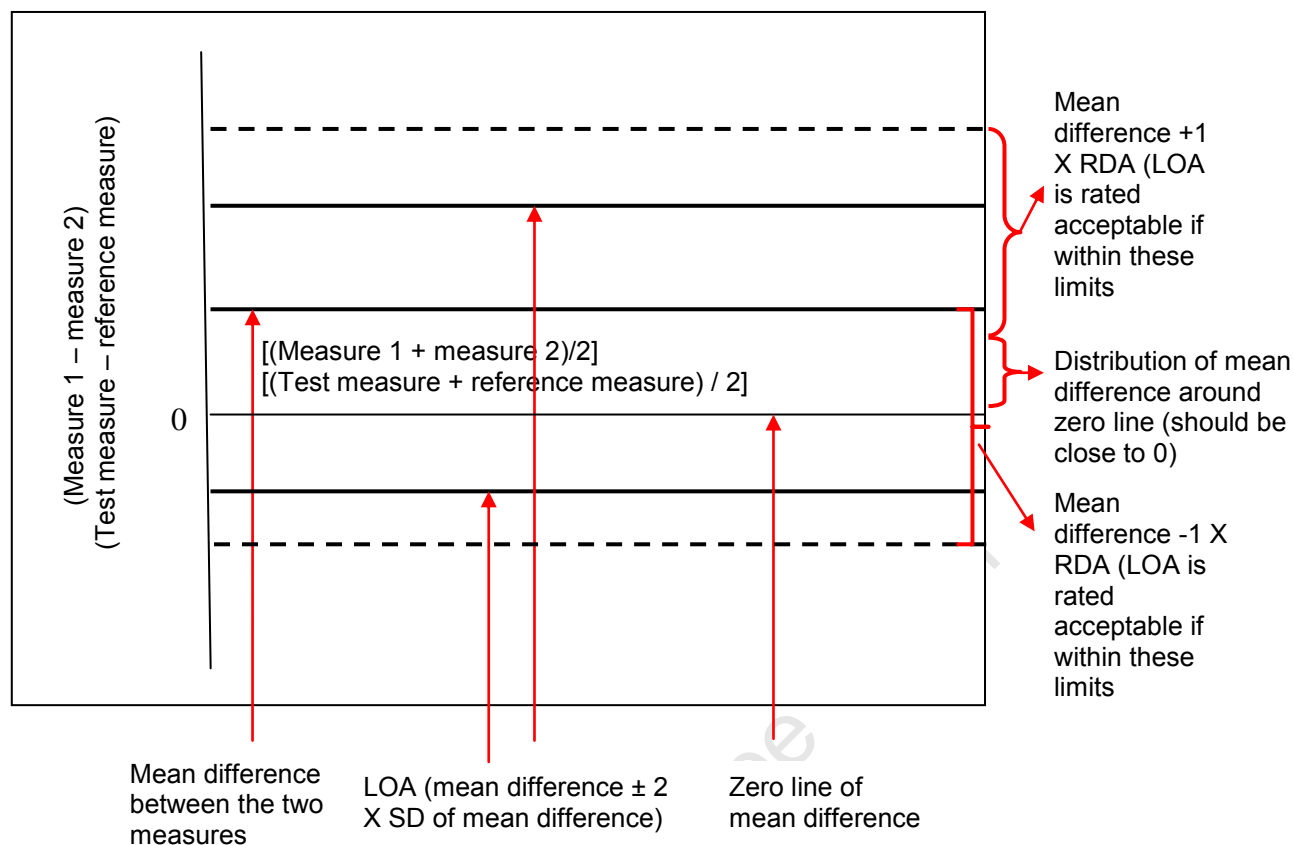 (Measure 1 – measure 2)
(Test measure – reference measure)
0
[(Measure 1 + measure 2)/2]
[(Test measure + reference measure) / 2]
Mean
difference +1
X RDA (LOA
is rated
acceptable if
within these
limits
Distribution of mean
difference around
zero line (should be
close to 0)
Mean
difference -1 X
RDA (LOA is
rated
acceptable if
within these
limits
Mean difference
between the two
measures
LOA (mean difference ± 2
X SD of mean difference)
Zero line of
mean difference